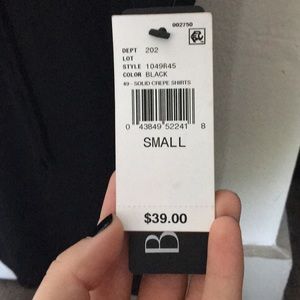 002750
DEPT 202
LOT
STYLE 1049R45
COLOR BLACK
49 - SOLID CREPE SHIRTS
0 43849 52241 8
SMALL
$39.00
B